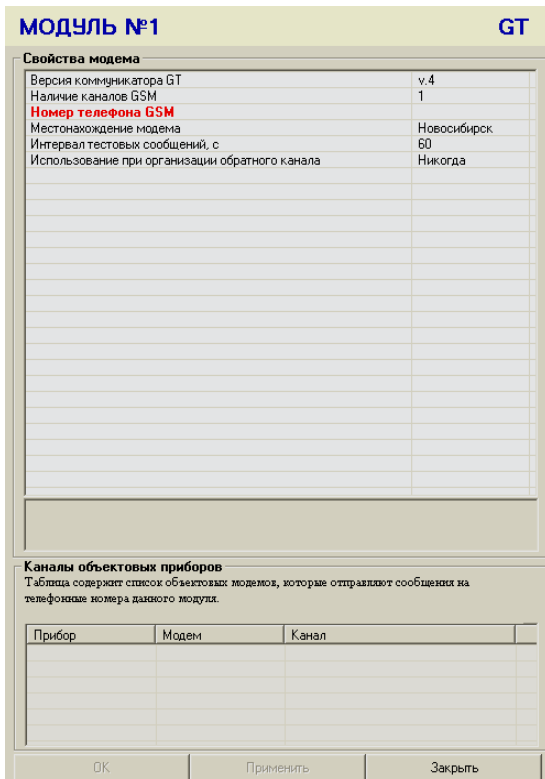 МОДУЛЬ №1 GT
Свойства модема
Версия коммуникатора GT v.4
Наличие каналов GSM 1
Номер телефона GSM
Местонахождение модема Новосибирск
Интервал тестовых сообщений, с 60
Использование при организации обратного канала Никогда
Каналы объектовых приборов
Таблица содержит список объектовых модемов, которые отправляют сообщения на
телефонные номера данного модуля.
Прибор Модем Канал
OK Применить Закрыть